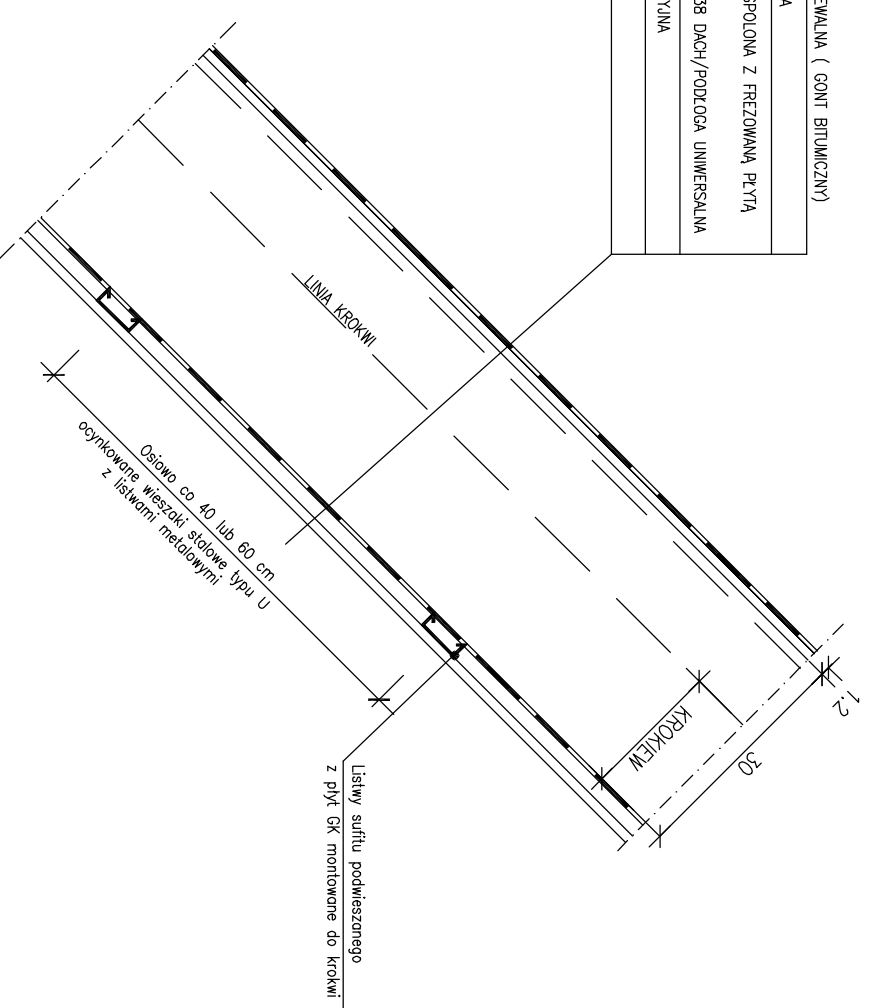 EWALNA ( GONT BITUMICZNY)
A
SPOLONA Z FREZOWANĄ PŁYTĄ
38 DACH/PODŁOGA UNIWERSALNA
YJNA
LINIA KROKWI
Osiowo co 40 lub 60 cm
ocynkowane wieszaki stalowe typu U
z listwami metalowymi
KROKIEW
1.2
30
Listwy sufitu podwieszanego
z płyt GK montowane do krokwi